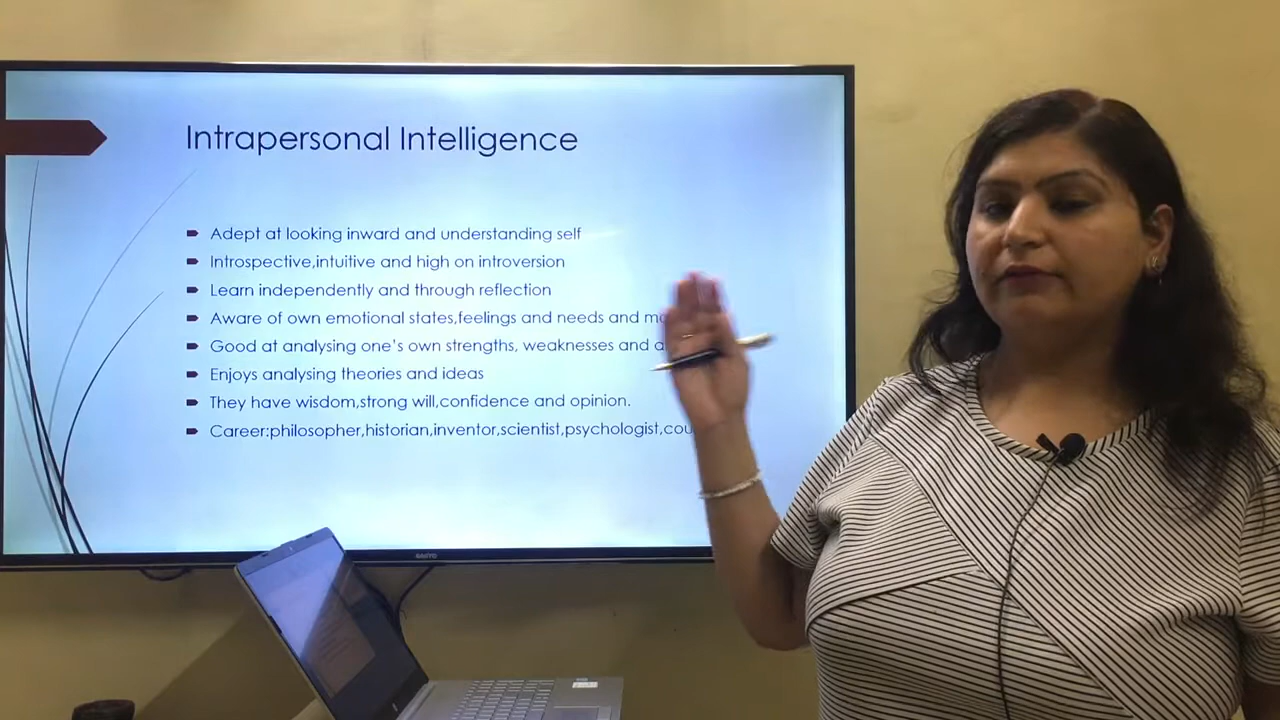 Intrapersonal Intelligence
Adept at looking inward and understanding self
Introspective,intuitive and high on introversion
Learn independently and through reflection
Aware of own emotional states,feelings and needs and
Good at analysing one's own strengths, weaknesses and
Enjoys analysing theories and ideas
They have wisdom,strong will,confidence and opinion.
Career:philosopher,historian,inventor,scientist,psychologist,
SANYO